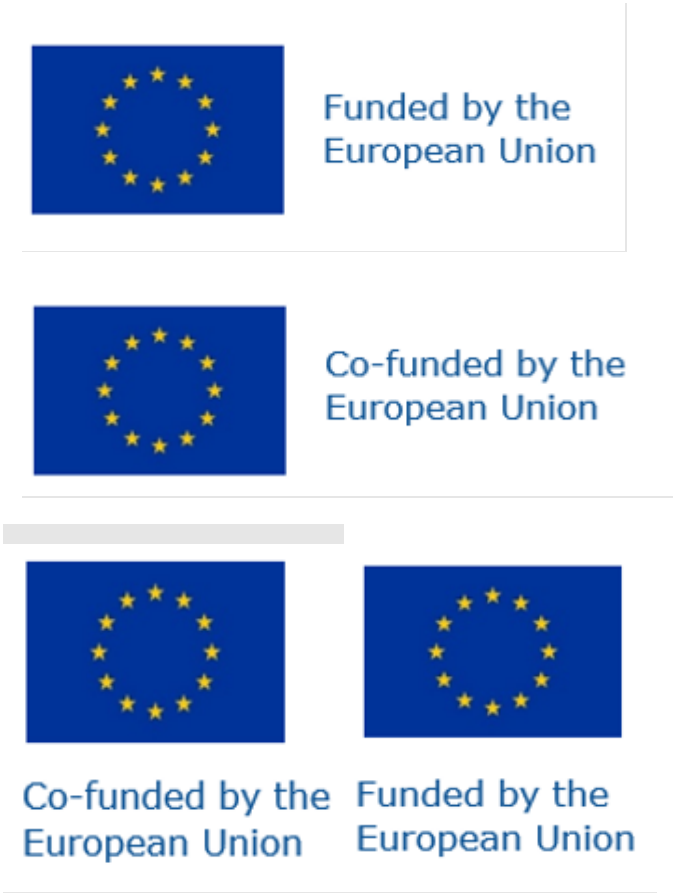 Funded by the
European Union
Co-funded by the
European Union
Co-funded by the
European Union
Funded by the
European Union